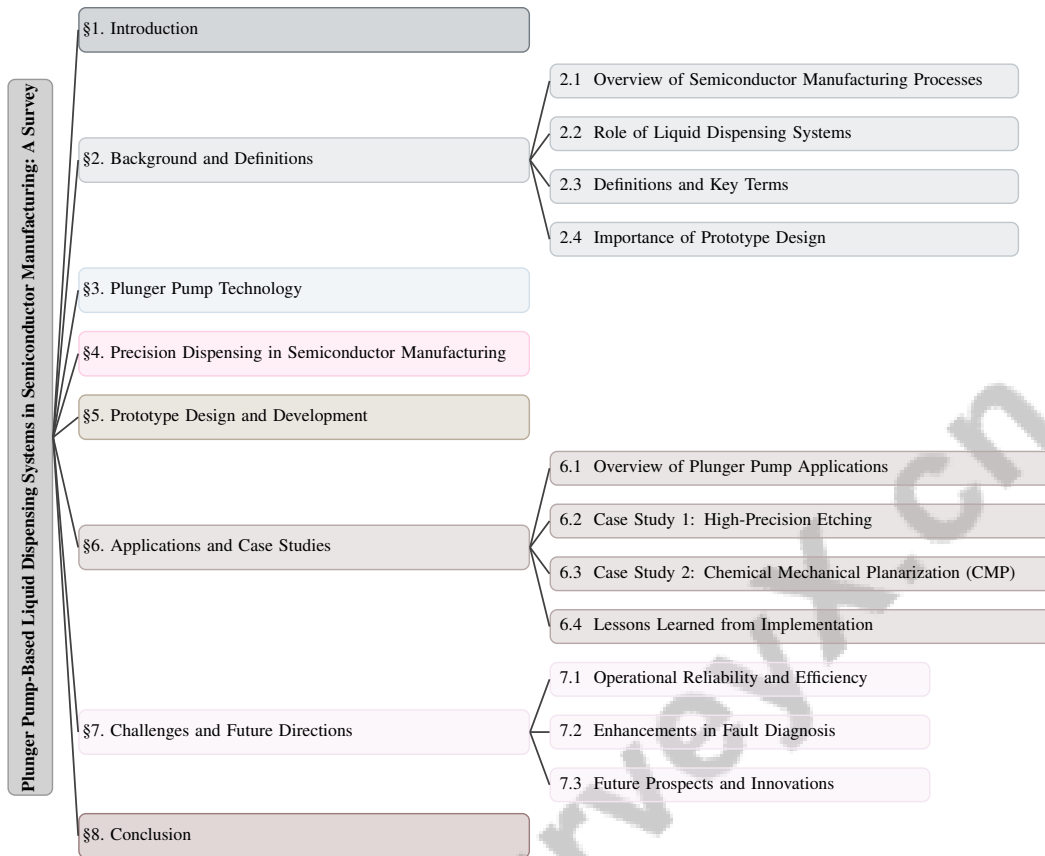 Plunger Pump-Based Liquid Dispensing Systems in Semiconductor Manufacturing: A Survey
§1. Introduction
§2. Background and Definitions
2.1 Overview of Semiconductor Manufacturing Processes
2.2 Role of Liquid Dispensing Systems
2.3 Definitions and Key Terms
2.4 Importance of Prototype Design
§3. Plunger Pump Technology
§4. Precision Dispensing in Semiconductor Manufacturing
§5. Prototype Design and Development
§6. Applications and Case Studies
6.1 Overview of Plunger Pump Applications
6.2 Case Study 1: High-Precision Etching
6.3 Case Study 2: Chemical Mechanical Planarization (CMP)
6.4 Lessons Learned from Implementation
§7. Challenges and Future Directions
7.1 Operational Reliability and Efficiency
7.2 Enhancements in Fault Diagnosis
7.3 Future Prospects and Innovations
§8. Conclusion
rveyX.cn